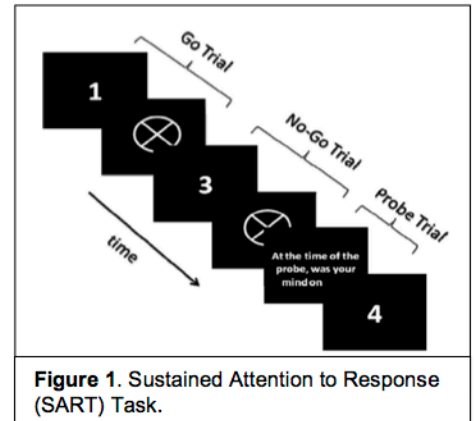 Go Trial
1
No-Go Trial
3
Probe Trial
At the time of the
probe, was your
mind on
4
time
Figure 1. Sustained Attention to Response
(SART) Task.